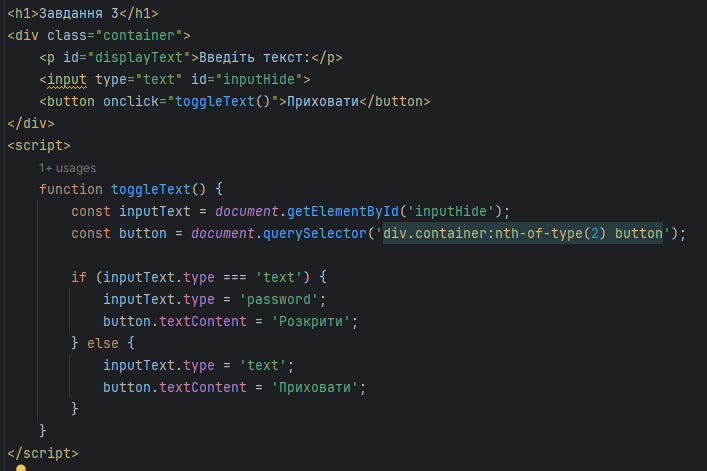 <h1>Завдання 3</h1>
<div class="container">
    <p id="displayText">Введіть текст:</p>
    <input type="text" id="inputHide">
    <button onclick="toggleText()">Приховати</button>
</div>
<script>
    1+ usages
    function toggleText() {
        const inputText = document.getElementById('inputHide');
        const button = document.querySelector('div.container:nth-of-type(2) button');

        if (inputText.type === 'text') {
            inputText.type = 'password';
            button.textContent = 'Розкрити';
        } else {
            inputText.type = 'text';
            button.textContent = 'Приховати';
        }
    }
</script>